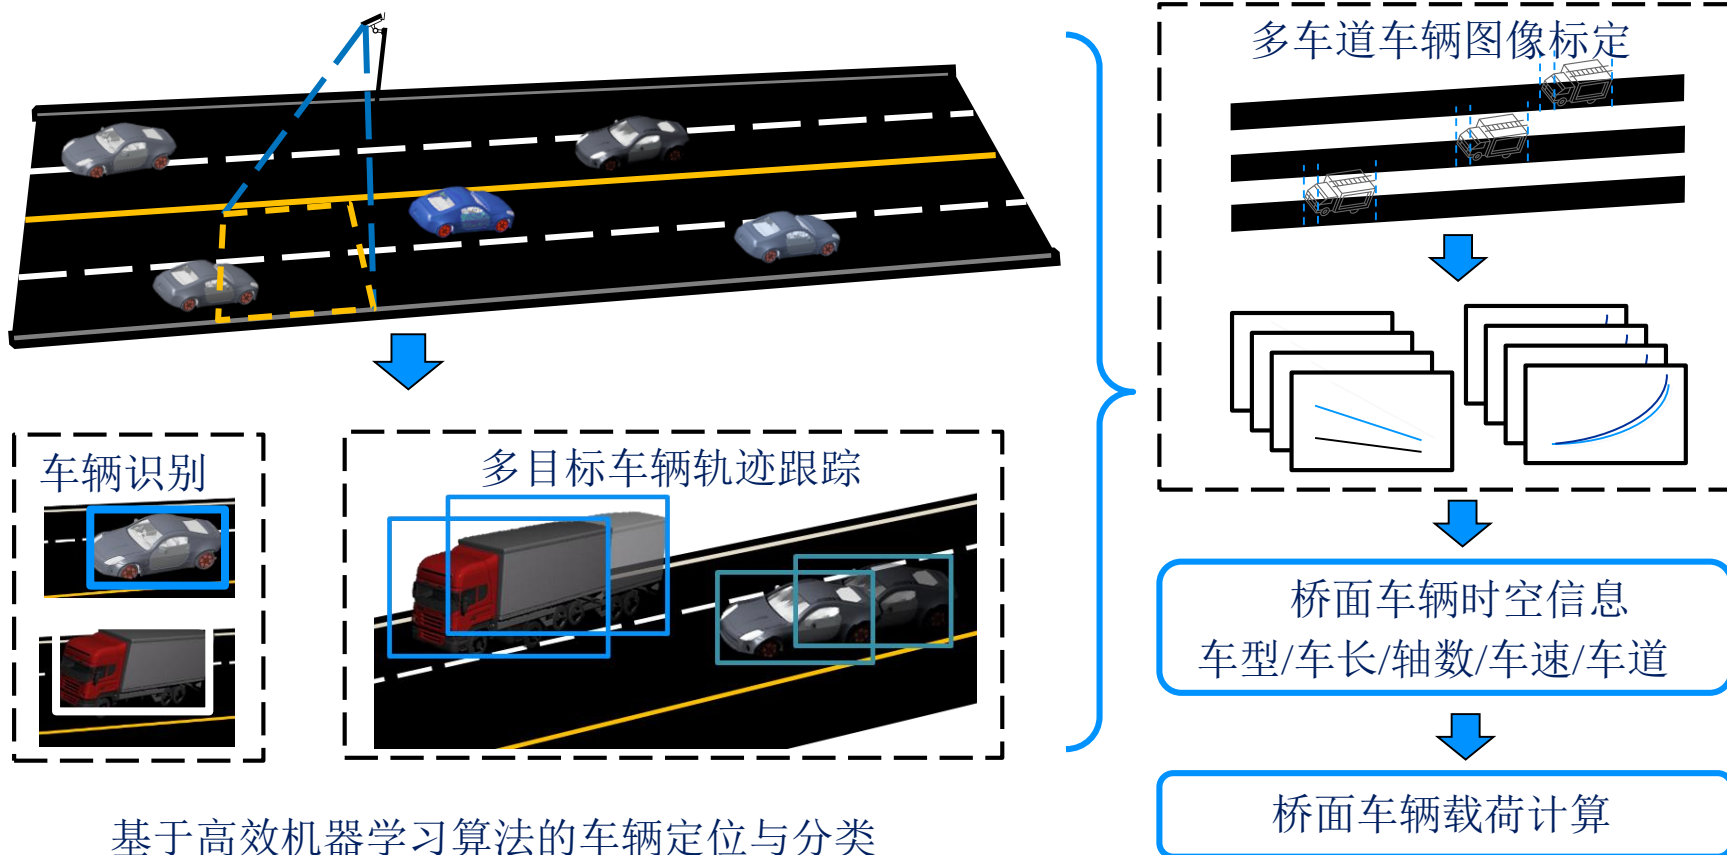 多车道车辆图像标定
车辆识别
多目标车辆轨迹跟踪
桥面车辆时空信息
车型/车长/轴数/车速/车道
桥面车辆载荷计算
基于高效机器学习算法的车辆定位与分类